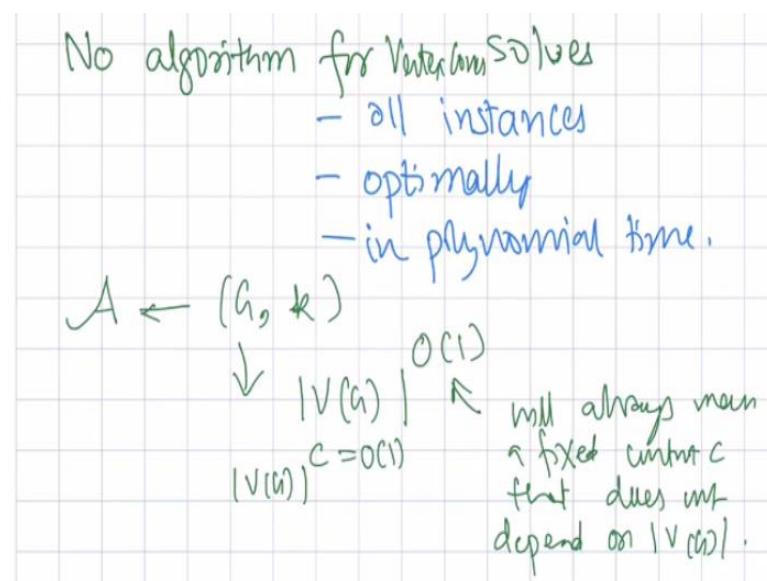 No algorithm for Vertex Cover solves
- all instances
- optimally
- in polynomial time.
A ← (G, k)
↓ |V(G)|^O(1) ↖ will always mean
|V(G)|^C = O(1) a fixed constant C
that does not
depend on |V(G)|.